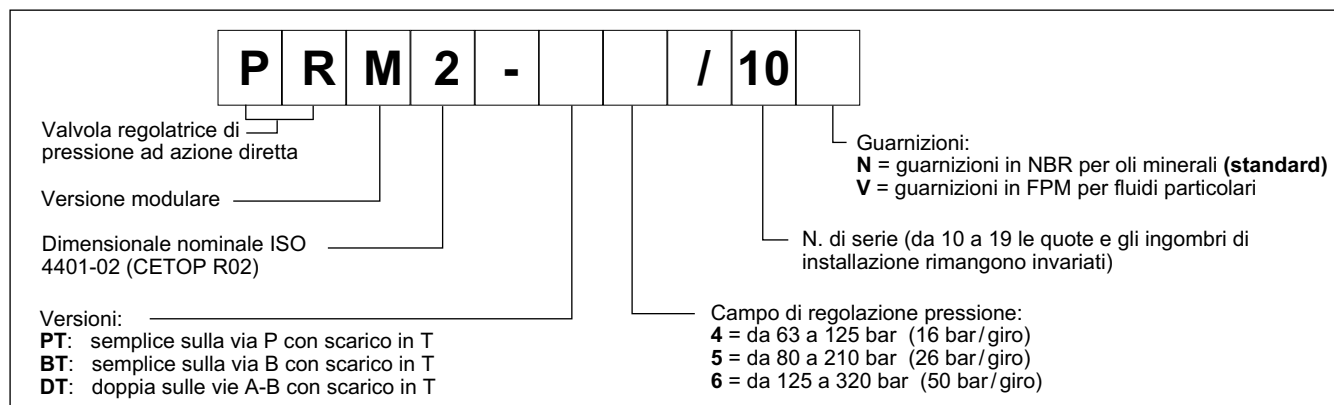 P R M 2 - / 10
Valvola regolatrice di
pressione ad azione diretta
Versione modulare
Dimensionale nominale ISO
4401-02 (CETOP R02)
Versioni:
PT: semplice sulla via P con scarico in T
BT: semplice sulla via B con scarico in T
DT: doppia sulle vie A-B con scarico in T
Guarnizioni:
N = guarnizioni in NBR per oli minerali (standard)
V = guarnizioni in FPM per fluidi particolari
N. di serie (da 10 a 19 le quote e gli ingombri di
installazione rimangono invariati)
Campo di regolazione pressione:
4 = da 63 a 125 bar (16 bar/giro)
5 = da 80 a 210 bar (26 bar/giro)
6 = da 125 a 320 bar (50 bar/giro)